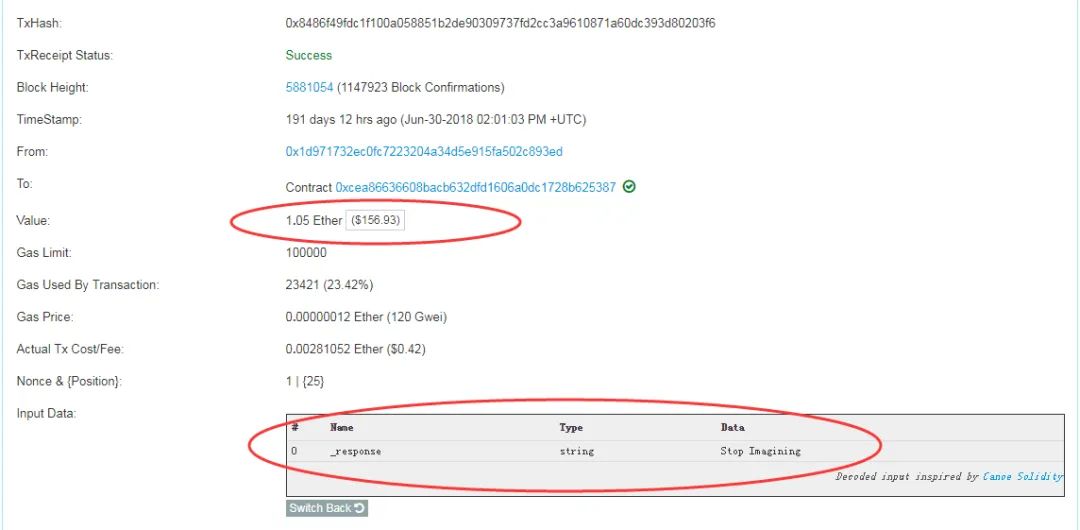 TxHash: 0x8486f49fdc1f100a058851b2de90309737fd2cc3a9610871a60dc393d80203f6
TxReceipt Status: Success
Block Height: 5881054 (1147923 Block Confirmations)
TimeStamp: 191 days 12 hrs ago (Jun-30-2018 02:01:03 PM +UTC)
From: 0x1d971732ec0fc7223204a34d5e915fa502c893ed
To: Contract 0xcea86636608bacb632dfd1606a0dc1728b625387
Value: 1.05 Ether ($156.93)
Gas Limit: 100000
Gas Used By Transaction: 23421 (23.42%)
Gas Price: 0.00000012 Ether (120 Gwei)
Actual Tx Cost/Fee: 0.00281052 Ether ($0.42)
Nonce & {Position}: 1 | {25}
Input Data:
# Name Type Data
0 _response string Stop Imagining
Decoded input inspired by Canoe Solidity
Switch Back